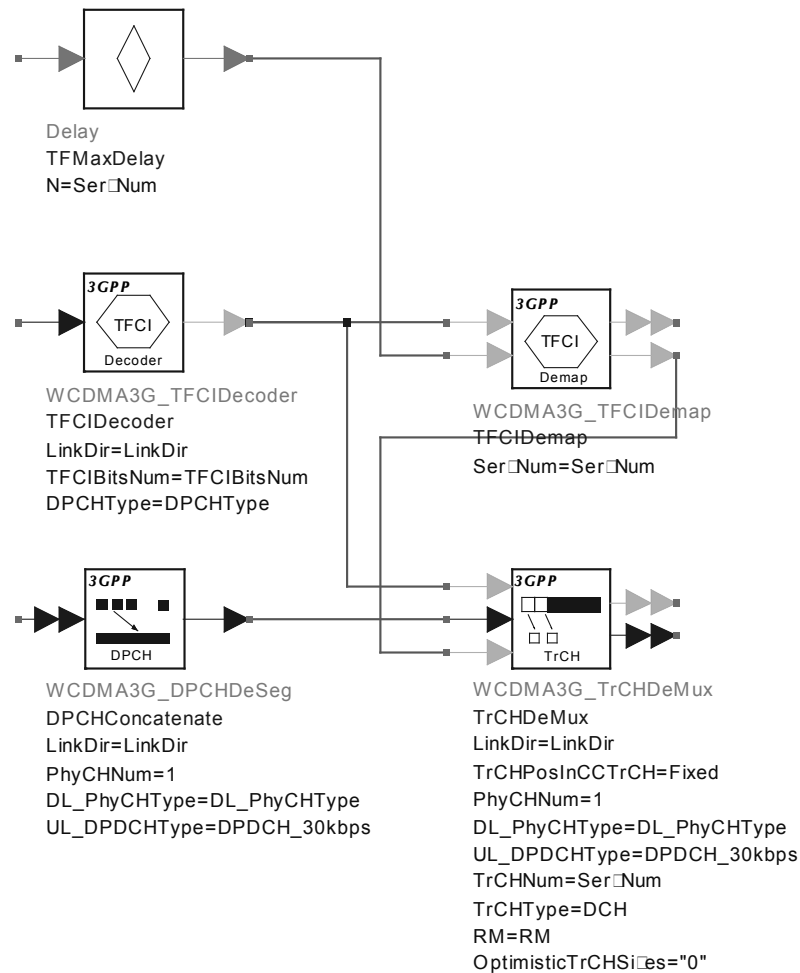 Delay
TFMaxDelay
N=Ser□Num
3GPP
TFCI
Decoder
WCDMA3G_TFCIDecoder
TFCIDecoder
LinkDir=LinkDir
TFCIBitsNum=TFCIBitsNum
DPCHType=DPCHType
3GPP
TFCI
Demap
WCDMA3G_TFCIDemap
TFCIDemap
Ser□Num=Ser□Num
3GPP
DPCH
WCDMA3G_DPCHDeSeg
DPCHConcatenate
LinkDir=LinkDir
PhyCHNum=1
DL_PhyCHType=DL_PhyCHType
UL_DPDCHType=DPDCH_30kbps
3GPP
TrCH
WCDMA3G_TrCHDeMux
TrCHDeMux
LinkDir=LinkDir
TrCHPosInCCTrCH=Fixed
PhyCHNum=1
DL_PhyCHType=DL_PhyCHType
UL_DPDCHType=DPDCH_30kbps
TrCHNum=Ser□Num
TrCHType=DCH
RM=RM
OptimisticTrCHSi□es="0"